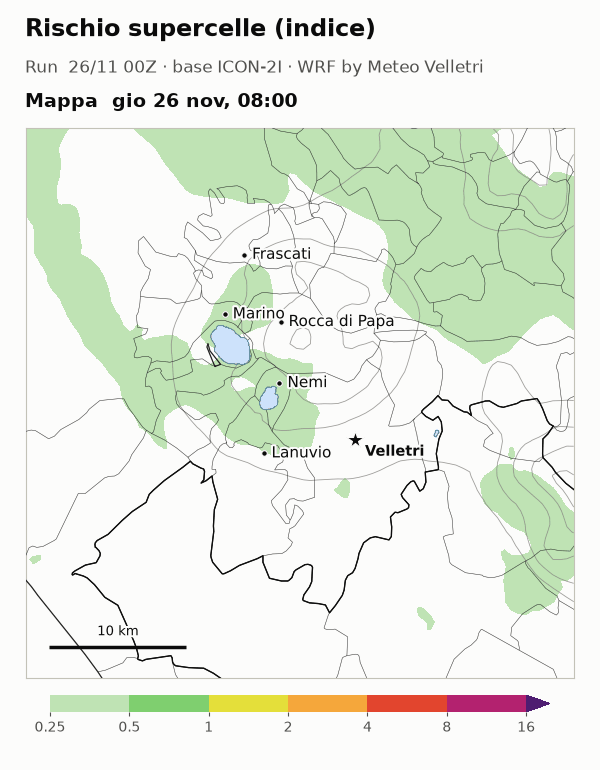 Rischio supercelle (indice)
Run  26/11 00Z · base ICON-2I · WRF by Meteo Velletri
Mappa  gio 26 nov, 08:00
Frascati
Marino
Rocca di Papa
Nemi
Velletri
Lanuvio
10 km
0.25 0.5 1 2 4 8 16